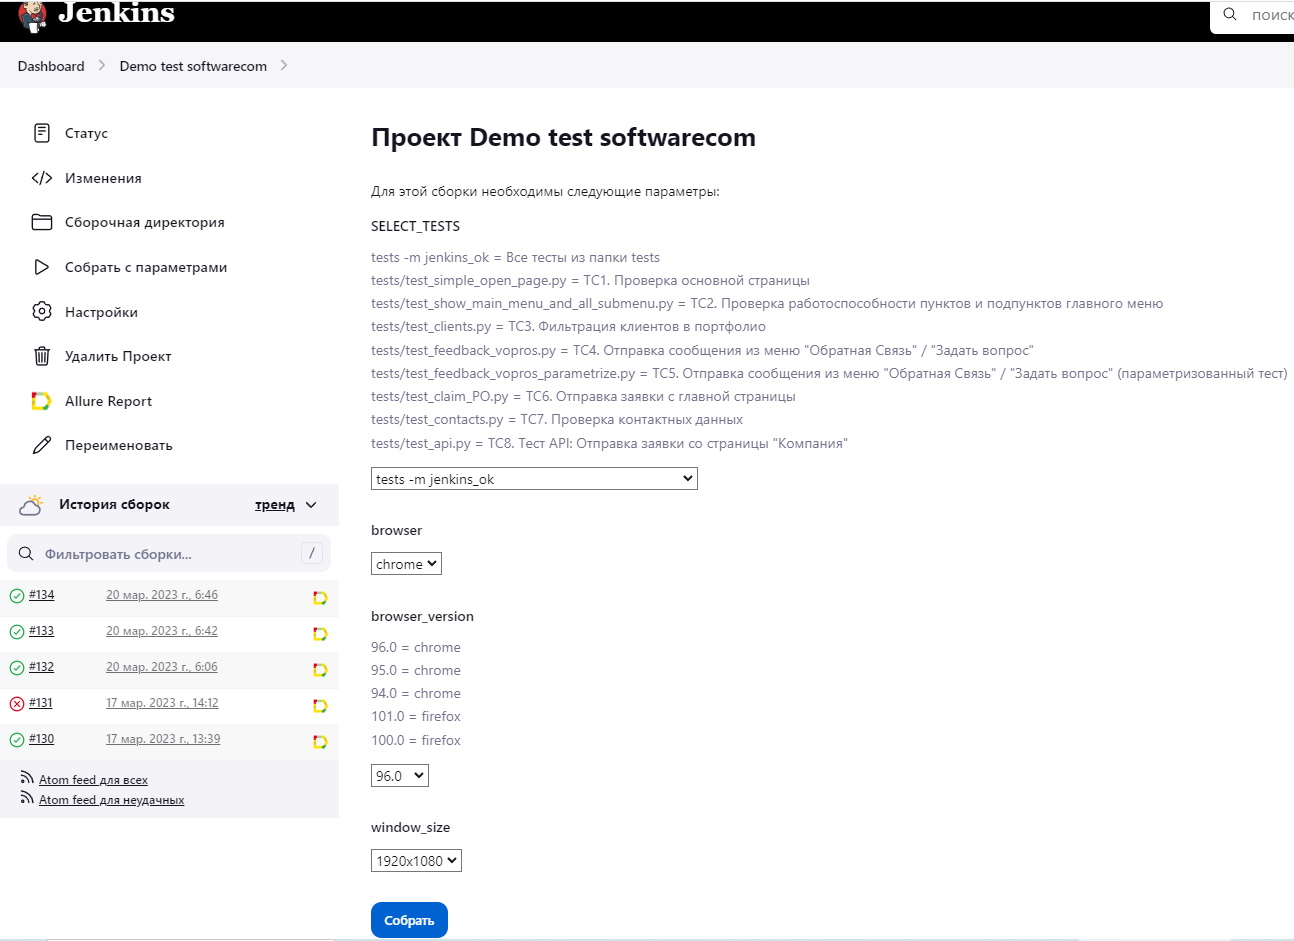 Jenkins
поиск
Dashboard
Demo test softwarecom
Статус
Изменения
Сборочная директория
Собрать с параметрами
Настройки
Удалить Проект
Allure Report
Переименовать
История сборок
тренд
Фильтровать сборки...
/
#134 20 мар. 2023 г., 6:46
#133 20 мар. 2023 г., 6:42
#132 20 мар. 2023 г., 6:06
#131 17 мар. 2023 г., 14:12
#130 17 мар. 2023 г., 13:39
Atom feed для всех
Atom feed для неудачных
Проект Demo test softwarecom
Для этой сборки необходимы следующие параметры:
SELECT_TESTS
tests -m jenkins_ok = Все тесты из папки tests
tests/test_simple_open_page.py = TC1. Проверка основной страницы
tests/test_show_main_menu_and_all_submenu.py = TC2. Проверка работоспособности пунктов и подпунктов главного меню
tests/test_clients.py = TC3. Фильтрация клиентов в портфолио
tests/test_feedback_vopros.py = TC4. Отправка сообщения из меню "Обратная Связь" / "Задать вопрос"
tests/test_feedback_vopros_parametrize.py = TC5. Отправка сообщения из меню "Обратная Связь" / "Задать вопрос" (параметризованный тест)
tests/test_claim_PO.py = TC6. Отправка заявки с главной страницы
tests/test_contacts.py = TC7. Проверка контактных данных
tests/test_api.py = TC8. Тест API: Отправка заявки со страницы "Компания"
tests -m jenkins_ok
browser
chrome
browser_version
96.0 = chrome
95.0 = chrome
94.0 = chrome
101.0 = firefox
100.0 = firefox
96.0
window_size
1920x1080
Собрать